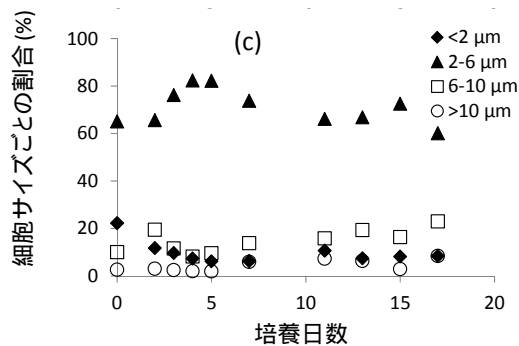 (c)
◆ <2 μm
▲ 2-6 μm
□ 6-10 μm
○ >10 μm
細胞サイズごとの割合 (%)
100
80
60
40
20
0
0 5 10 15 20
培養日数